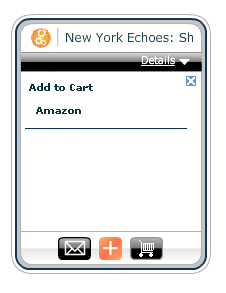 New York Echoes: Sh
Details
Add to Cart
Amazon